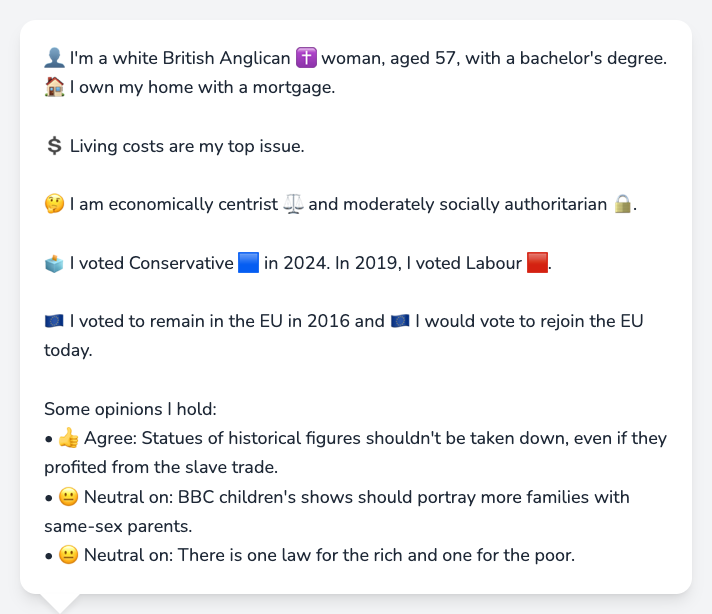 👤 I'm a white British Anglican ✝️ woman, aged 57, with a bachelor's degree.
🏠 I own my home with a mortgage.
💲 Living costs are my top issue.
🤔 I am economically centrist ⚖️ and moderately socially authoritarian 🔒.
🗳️ I voted Conservative 🟦 in 2024. In 2019, I voted Labour 🟥.
🇪🇺 I voted to remain in the EU in 2016 and 🇪🇺 I would vote to rejoin the EU
today.
Some opinions I hold:
• 👍 Agree: Statues of historical figures shouldn't be taken down, even if they
profited from the slave trade.
• 😐 Neutral on: BBC children's shows should portray more families with
same-sex parents.
• 😐 Neutral on: There is one law for the rich and one for the poor.